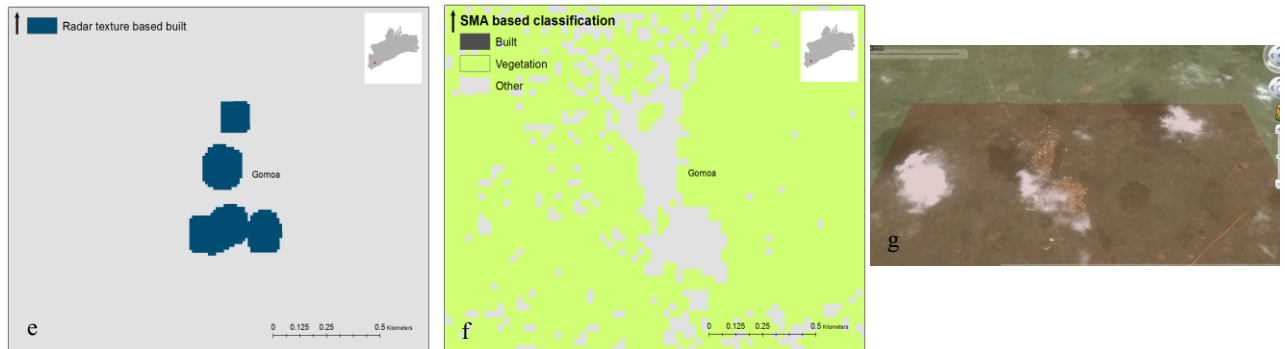 Radar texture based built
Gomoa
0 0.125 0.25 0.5 Kilometers
e
SMA based classification
Built
Vegetation
Other
Gomoa
0 0.125 0.25 0.5 Kilometers
f
g